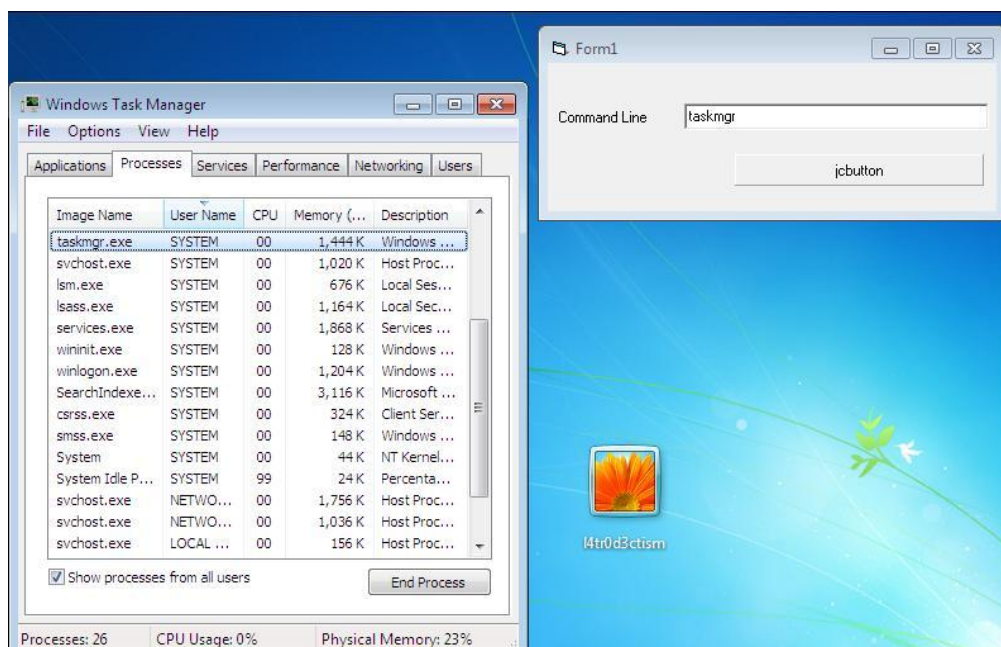 Form1
Command Line taskmgr
jcbutton
Windows Task Manager
File Options View Help
Applications Processes Services Performance Networking Users
Image Name User Name CPU Memory (... Description
taskmgr.exe SYSTEM 00 1,444 K Windows ...
svchost.exe SYSTEM 00 1,020 K Host Proc...
lsm.exe SYSTEM 00 676 K Local Ses...
lsass.exe SYSTEM 00 1,164 K Local Sec...
services.exe SYSTEM 00 1,868 K Services ...
wininit.exe SYSTEM 00 128 K Windows ...
winlogon.exe SYSTEM 00 1,204 K Windows ...
SearchIndexe... SYSTEM 00 3,116 K Microsoft ...
csrss.exe SYSTEM 00 324 K Client Ser...
smss.exe SYSTEM 00 148 K Windows ...
System SYSTEM 00 44 K NT Kernel...
System Idle P... SYSTEM 99 24 K Percenta...
svchost.exe NETWO... 00 1,756 K Host Proc...
svchost.exe NETWO... 00 1,036 K Host Proc...
svchost.exe LOCAL ... 00 156 K Host Proc...
Show processes from all users End Process
Processes: 26 CPU Usage: 0% Physical Memory: 23%
l4tr0d3ctism